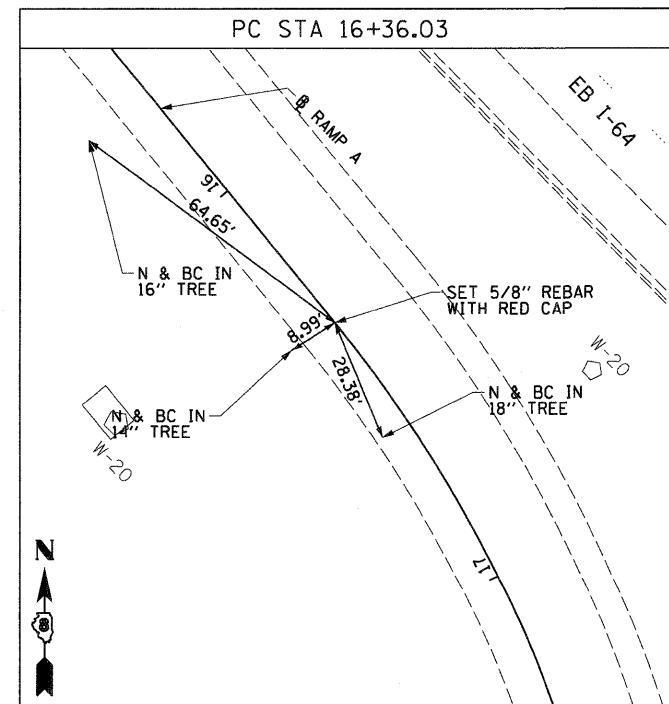 PC STA 16+36.03
EB I-64
RAMP A
16
64.65'
N & BC IN
16" TREE
SET 5/8" REBAR
WITH RED CAP
8.99'
28.38'
W-20
N & BC IN
18" TREE
N & BC IN
14" TREE
W-20
17
N
8